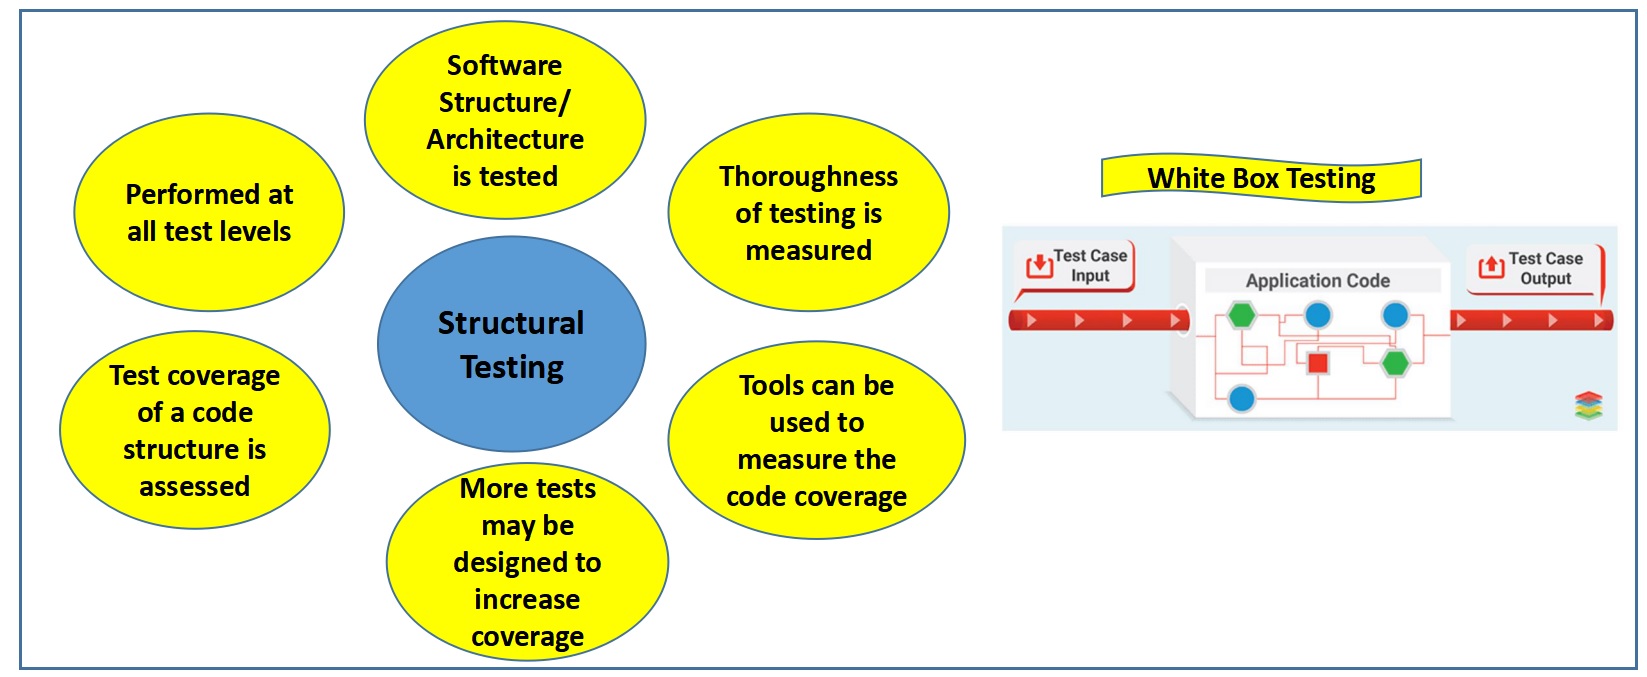 Software
Structure/
Architecture
is tested
Performed at
all test levels
Thoroughness
of testing is
measured
Structural
Testing
Test coverage
of a code
structure is
assessed
Tools can be
used to
measure the
code coverage
More tests
may be
designed to
increase
coverage
White Box Testing
Test Case
Input
Application Code
Test Case
Output